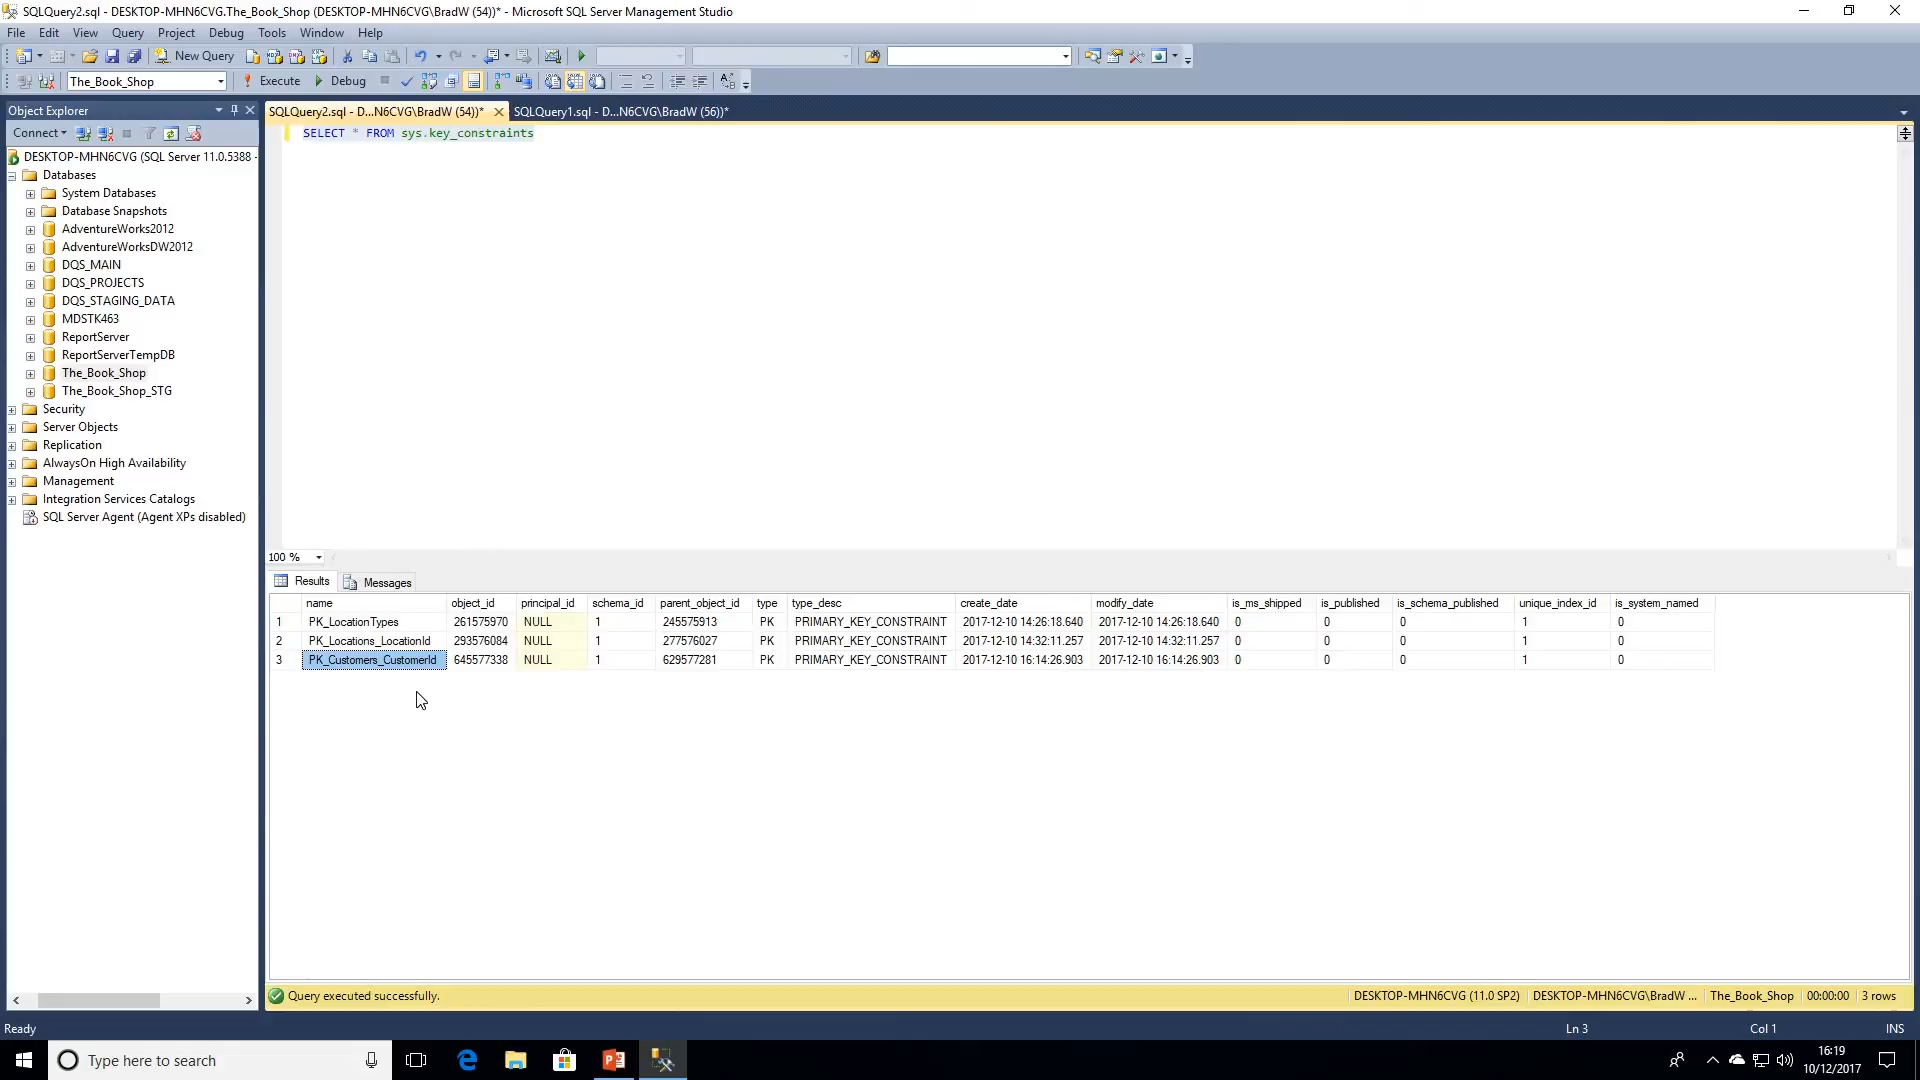 SQLQuery2.sql - DESKTOP-MHN6CVG.The_Book_Shop (DESKTOP-MHN6CVG\BradW (54))* - Microsoft SQL Server Management Studio
File Edit View Query Project Debug Tools Window Help
New Query
The_Book_Shop Execute Debug
Object Explorer
Connect
DESKTOP-MHN6CVG (SQL Server 11.0.5388 -
Databases
System Databases
Database Snapshots
AdventureWorks2012
AdventureWorksDW2012
DQS_MAIN
DQS_PROJECTS
DQS_STAGING_DATA
MDSTK463
ReportServer
ReportServerTempDB
The_Book_Shop
The_Book_Shop_STG
Security
Server Objects
Replication
AlwaysOn High Availability
Management
Integration Services Catalogs
SQL Server Agent (Agent XPs disabled)
SQLQuery2.sql - D...N6CVG\BradW (54))* SQLQuery1.sql - D...N6CVG\BradW (56))*
SELECT * FROM sys.key_constraints
100 %
Results Messages
name object_id principal_id schema_id parent_object_id type type_desc create_date modify_date is_ms_shipped is_published is_schema_published unique_index_id is_system_named
1 PK_LocationTypes 261575970 NULL 1 245575913 PK PRIMARY_KEY_CONSTRAINT 2017-12-10 14:26:18.640 2017-12-10 14:26:18.640 0 0 0 1 0
2 PK_Locations_LocationId 293576084 NULL 1 277576027 PK PRIMARY_KEY_CONSTRAINT 2017-12-10 14:32:11.257 2017-12-10 14:32:11.257 0 0 0 1 0
3 PK_Customers_CustomerId 645577338 NULL 1 629577281 PK PRIMARY_KEY_CONSTRAINT 2017-12-10 16:14:26.903 2017-12-10 16:14:26.903 0 0 0 1 0
Query executed successfully. DESKTOP-MHN6CVG (11.0 SP2) DESKTOP-MHN6CVG\BradW ... The_Book_Shop 00:00:00 3 rows
Ready Ln 3 Col 1 INS
Type here to search
16:19
10/12/2017